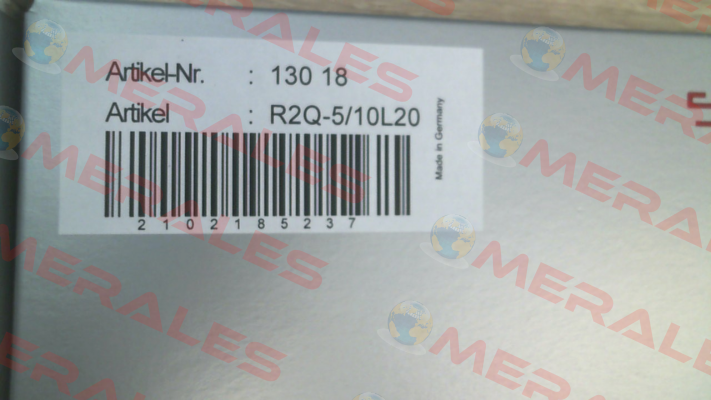 Artikel-Nr. : 130 18
Artikel : R2Q-5/10L20
2 1 0 2 1 8 5 2 3 7
Made in Germany
MERALES
MERALES
MERALES
MERALES
MERALES